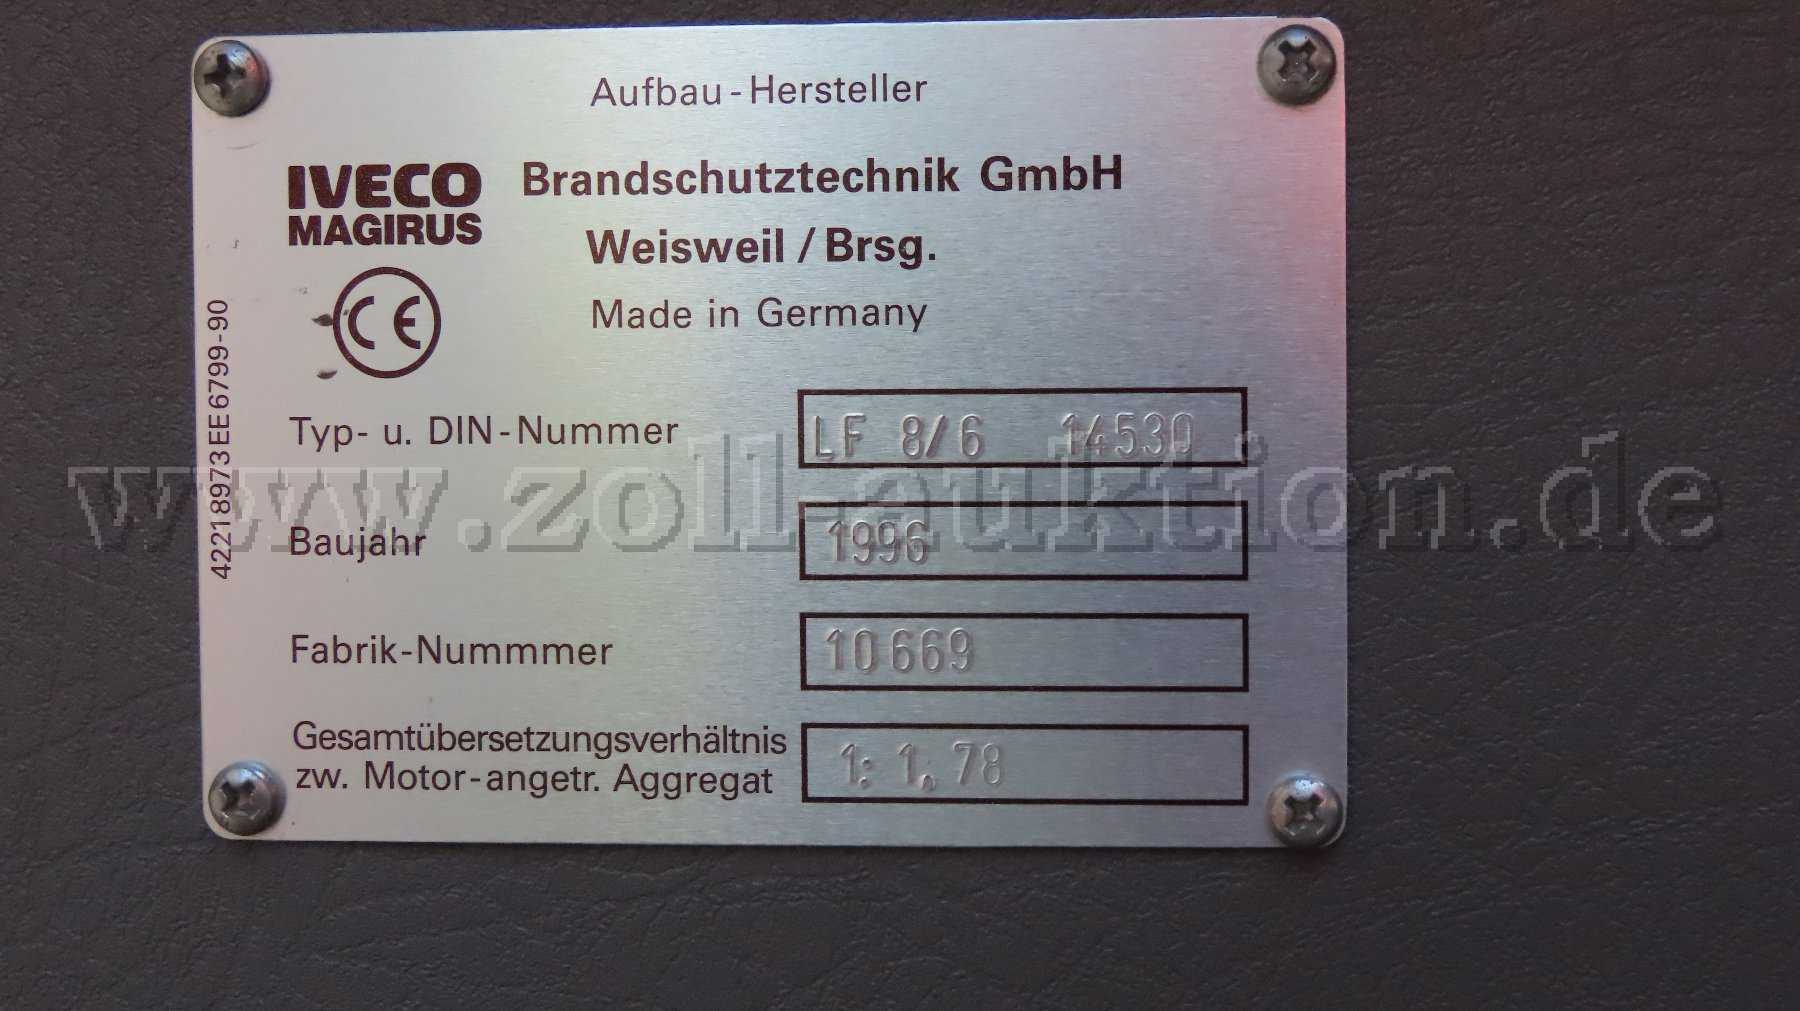 Aufbau - Hersteller
IVECO
MAGIRUS
Brandschutztechnik GmbH
Weisweil / Brsg.
Made in Germany
CE
42218973EE6799-90
Typ- u. DIN-Nummer LF 8/6 14530
Baujahr 1996
Fabrik-Nummmer 10669
Gesamtübersetzungsverhältnis
zw. Motor-angetr. Aggregat 1: 1,78
www.zoll-auktion.de